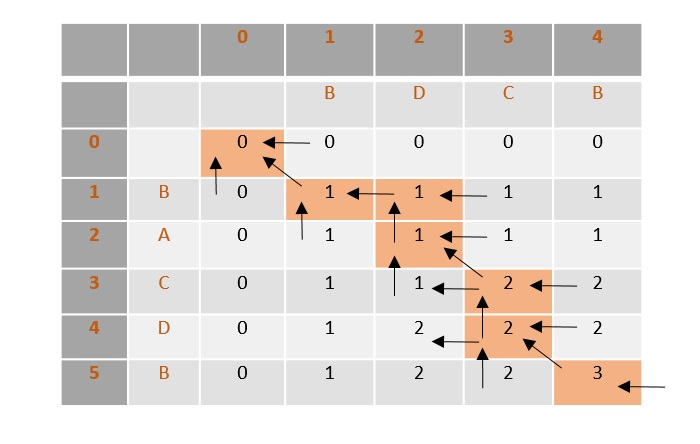 0 1 2 3 4
B D C B
0 0 0 0 0 0
1 B 0 1 1 1 1
2 A 0 1 1 1 1
3 C 0 1 1 2 2
4 D 0 1 2 2 2
5 B 0 1 2 2 3